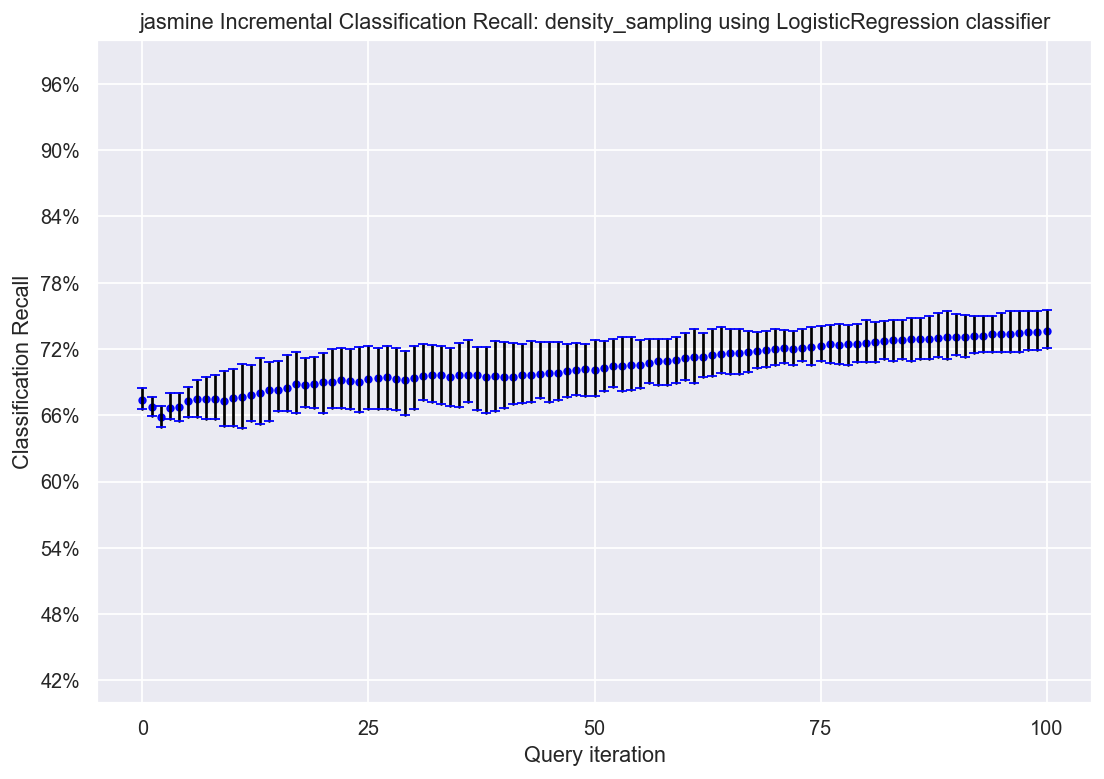 jasmine Incremental Classification Recall: density_sampling using LogisticRegression classifier
96%
90%
84%
78%
72%
66%
60%
54%
48%
42%
Classification Recall
0 25 50 75 100
Query iteration